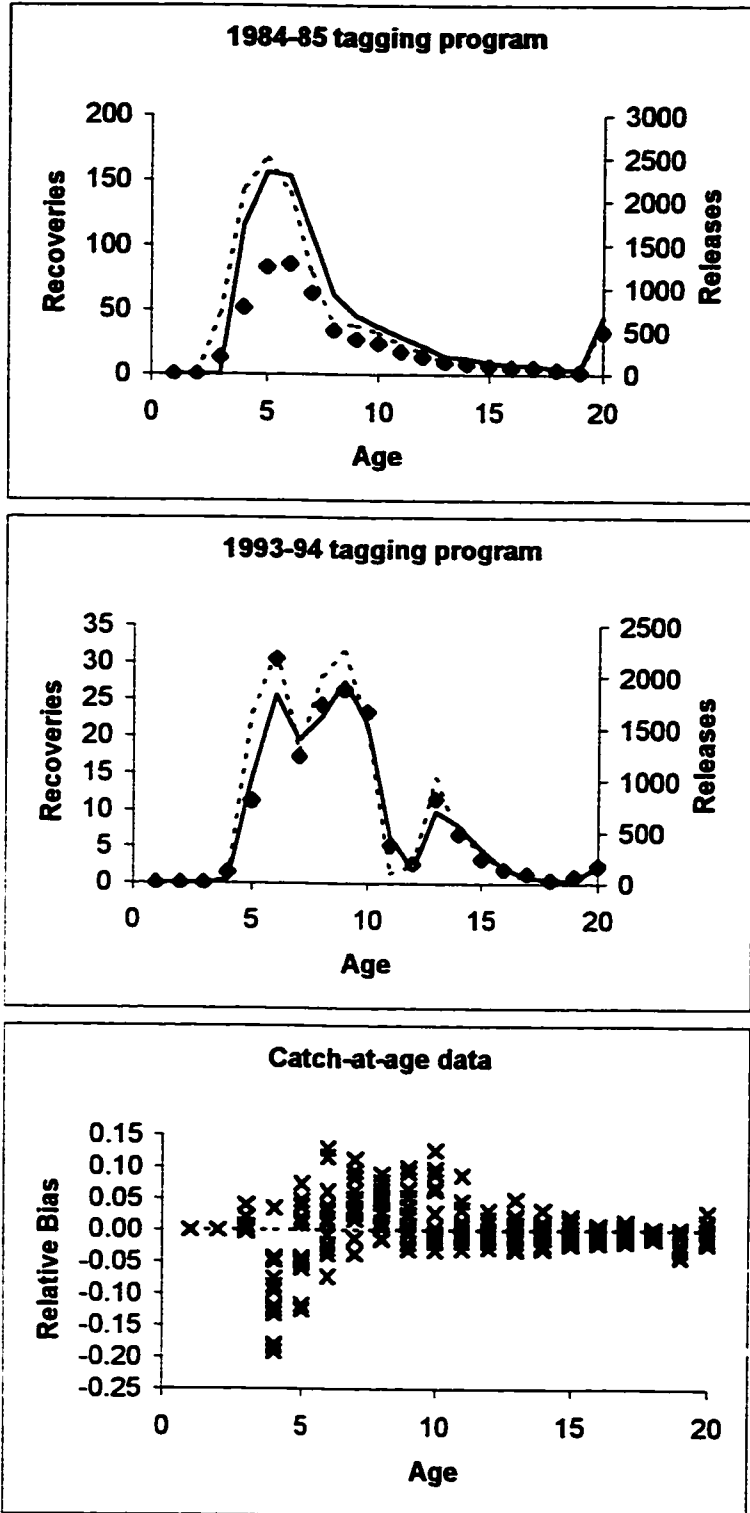 1984-85 tagging program
200
150
100
50
0
Recoveries
3000
2500
2000
1500
1000
500
0
Releases
0 5 10 15 20
Age
1993-94 tagging program
35
30
25
20
15
10
5
0
Recoveries
2500
2000
1500
1000
500
0
Releases
0 5 10 15 20
Age
Catch-at-age data
0.15
0.10
0.05
0.00
-0.05
-0.10
-0.15
-0.20
-0.25
Relative Bias
0 5 10 15 20
Age